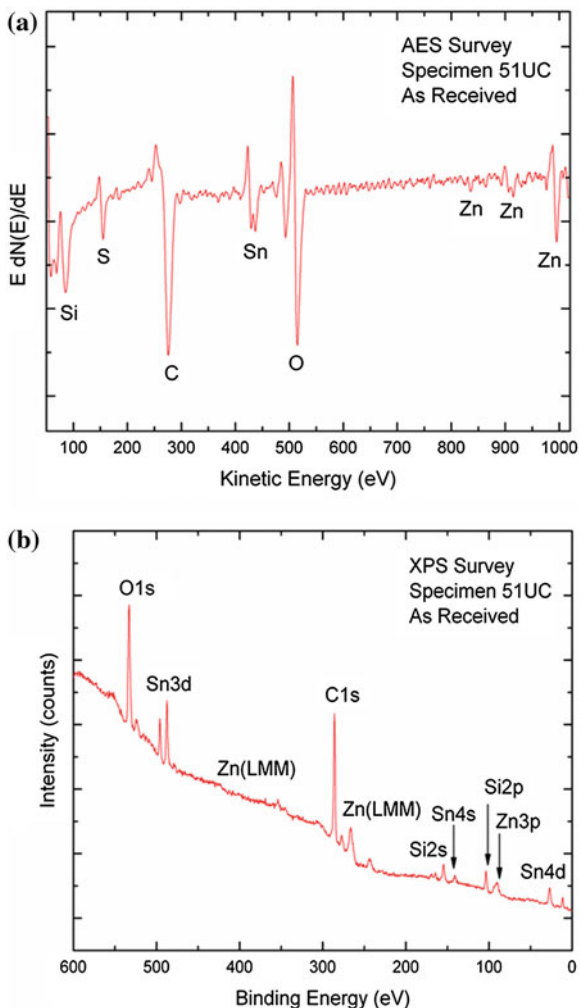 (a)
AES Survey
Specimen 51UC
As Received
E dN(E)/dE
Si
S
C
Sn
O
Zn
Zn
Zn
100 200 300 400 500 600 700 800 900 1000
Kinetic Energy (eV)
(b)
XPS Survey
Specimen 51UC
As Received
Intensity (counts)
O1s
Sn3d
Zn(LMM)
C1s
Zn(LMM)
Si2s
Sn4s
Si2p
Zn3p
Sn4d
600 500 400 300 200 100 0
Binding Energy (eV)